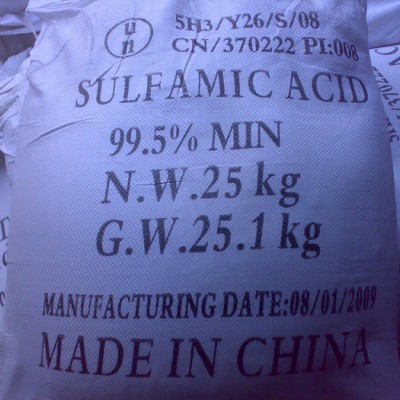 un
5H3/Y26/S/08
CN/370222 PI:008
SULFAMIC ACID
99.5% MIN
N.W.25 kg
G.W.25.1 kg
MANUFACTURING DATE:08/01/2009
MADE IN CHINA